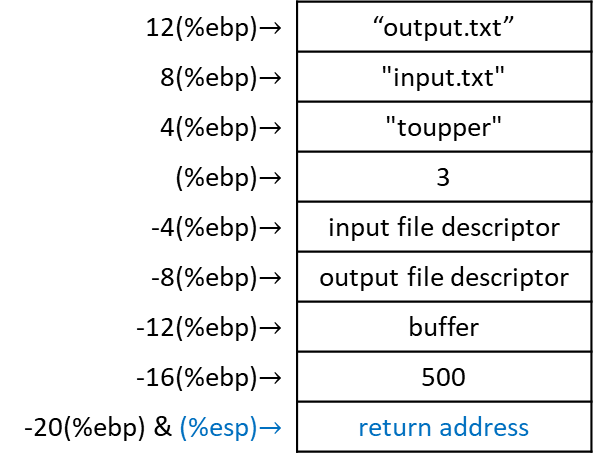 12(%ebp)→ “output.txt”
8(%ebp)→ "input.txt"
4(%ebp)→ "toupper"
(%ebp)→ 3
-4(%ebp)→ input file descriptor
-8(%ebp)→ output file descriptor
-12(%ebp)→ buffer
-16(%ebp)→ 500
-20(%ebp) & (%esp)→ return address